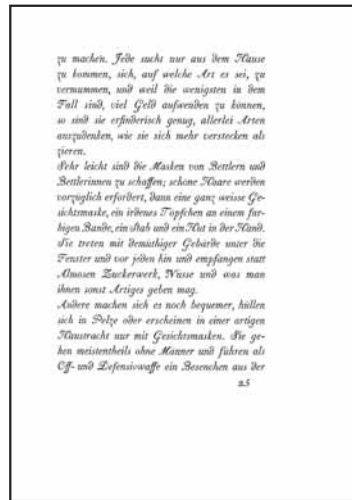 zu machen. Jede sucht nur aus dem Hause
zu kommen, sich, auf welche Art es sei, zu
vermummen, und weil die wenigsten in dem
Fall sind, viel Geld aufwenden zu können,
so sind sie erfinderisch genug, allerlei Arten
auszudenken, wie sie sich mehr verstecken als
zieren.
Sehr leicht sind die Masken von Bettlern und
Bettlerinnen zu schaffen; schöne Haare werden
vorzüglich erfordert, dann eine ganz weisse Ge-
sichtsmaske, ein irdenes Töpfchen an einem far-
bigen Bande, ein Stab und ein Hut in der Hand.
Sie treten mit demüthiger Gebärde unter die
Fenster und vor jeden hin und empfangen statt
Almosen Zuckerwerk, Nüsse und was man
ihnen sonst Artiges geben mag.
Andere machen sich es noch bequemer, hüllen
sich in Pelze oder erscheinen in einer artigen
Haustracht nur mit Gesichtsmasken. Sie ge-
hen meistentheils ohne Männer und führen als
Off- und Defensivwaffe ein Besenchen aus der
25